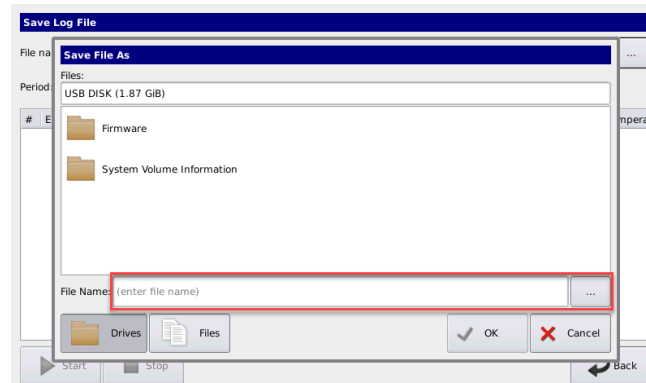 Save Log File
File na
Save File As
...
Files:
Period:
USB DISK (1.87 GiB)
# E
mpera
Firmware
System Volume Information
File Name: (enter file name) ...
Drives Files OK Cancel
Start Stop Back